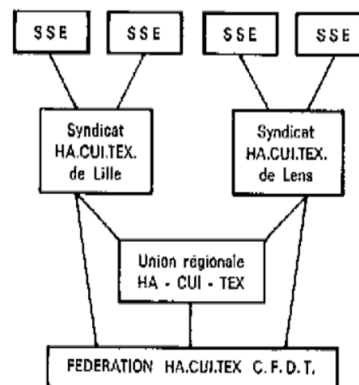 SSE
SSE
SSE
SSE
Syndicat
HA.CUI.TEX.
de Lille
Syndicat
HA.CUI.TEX.
de Lens
Union régionale
HA - CUI - TEX
FEDERATION HA.CUI.TEX C.F.D.T.